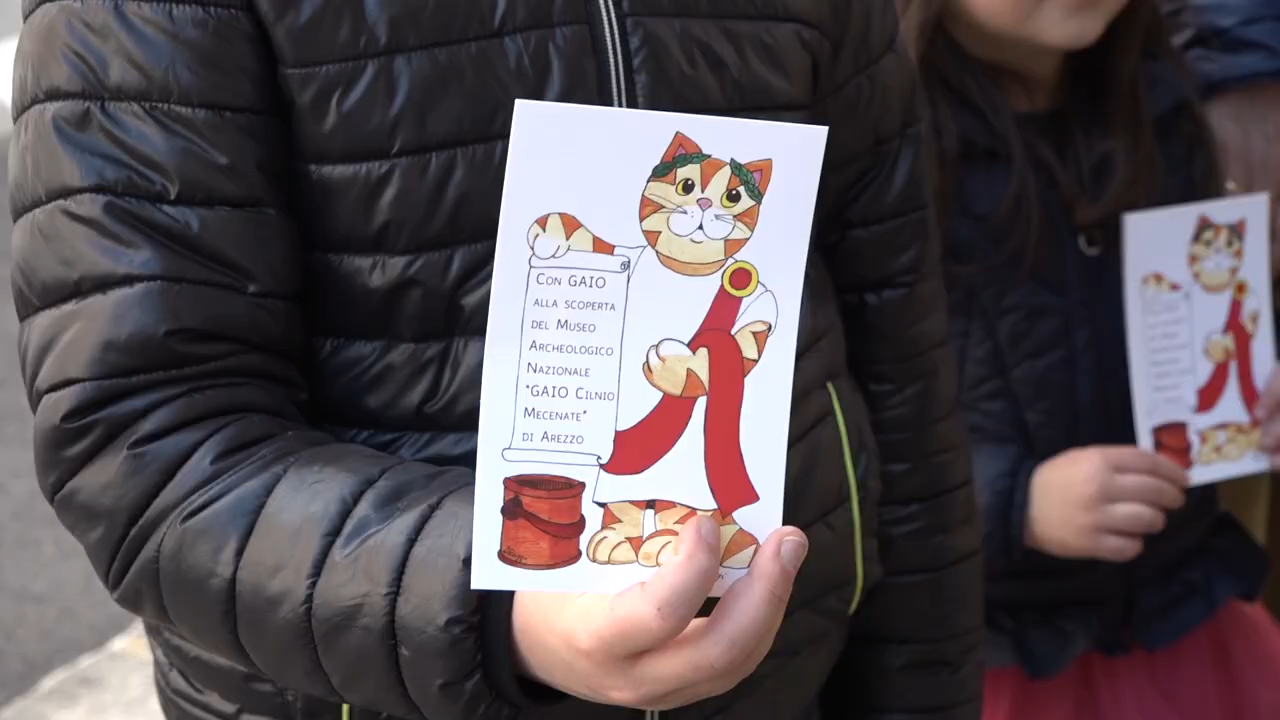 Con GAIO
alla scoperta
del Museo
Archeologico
Nazionale
"GAIO Cilnio
Mecenate"
di Arezzo